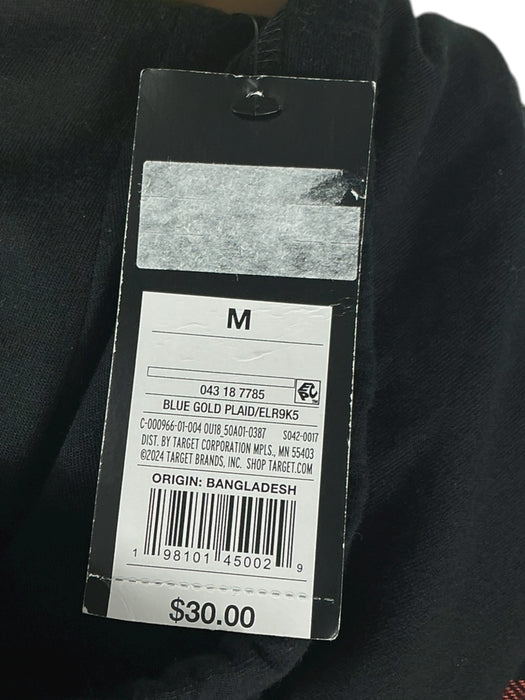 M
043 18 7785
BLUE GOLD PLAID/ELR9K5
C-000966-01-004 0U18 50A01-0387 S042-0017
DIST. BY TARGET CORPORATION MPLS., MN 55403
©2024 TARGET BRANDS, INC. SHOP TARGET.COM
ORIGIN: BANGLADESH
1 98101 45002 9
$30.00